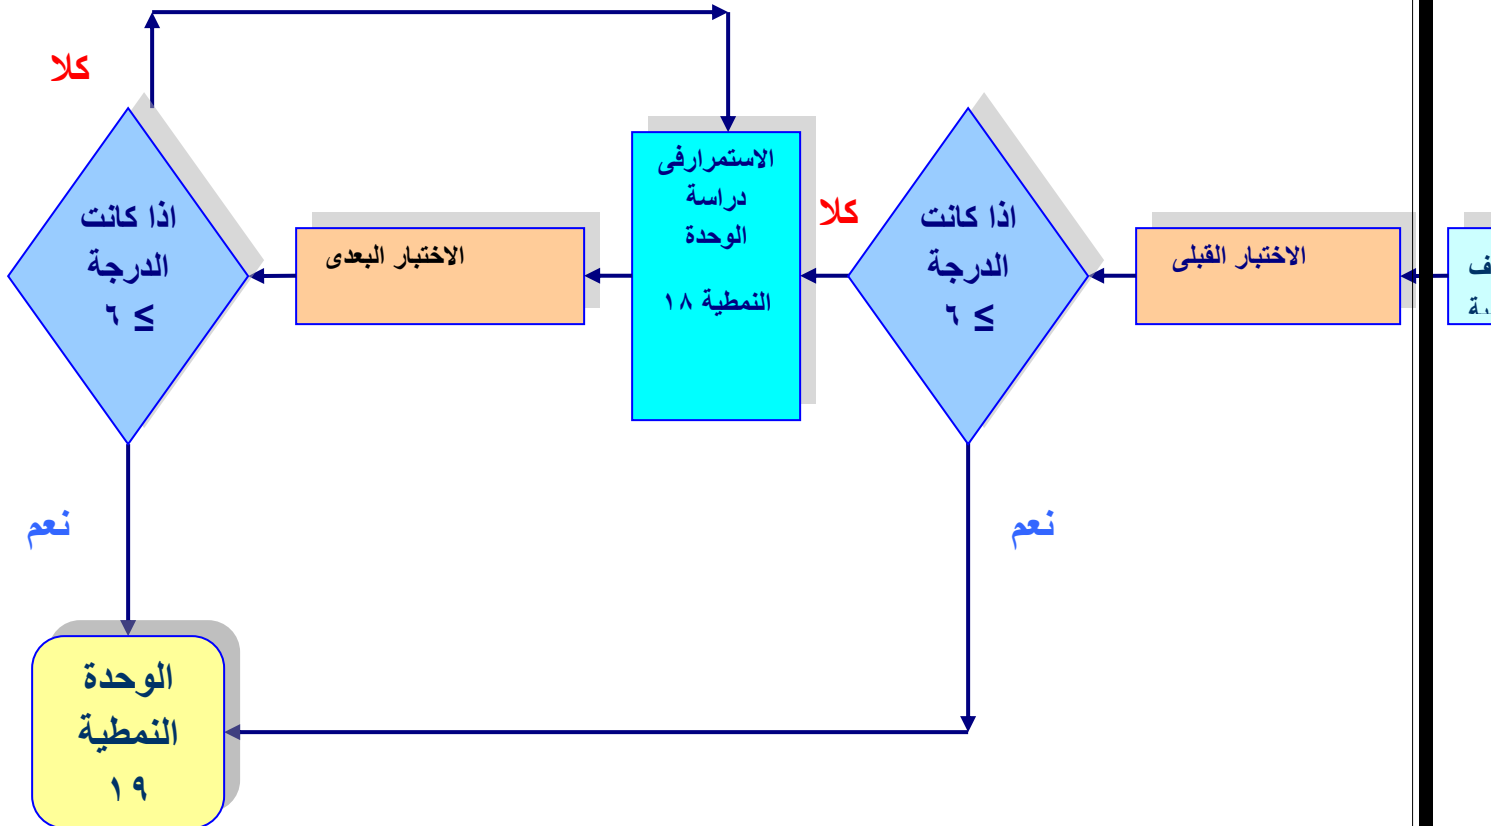 الاختبار القبلى
اذا كانت
الدرجة
≥ ٦
كلا
نعم
الاستمرارفى
دراسة
الوحدة
النمطية ١٨
الاختبار البعدى
اذا كانت
الدرجة
≥ ٦
كلا
نعم
الوحدة
النمطية
١٩